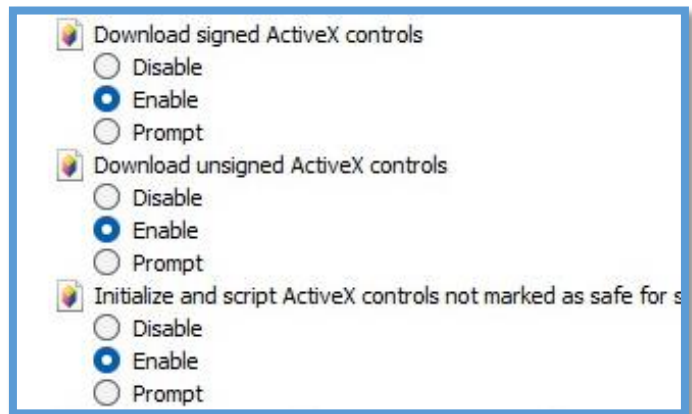 Download signed ActiveX controls
Disable
Enable
Prompt
Download unsigned ActiveX controls
Disable
Enable
Prompt
Initialize and script ActiveX controls not marked as safe for s
Disable
Enable
Prompt